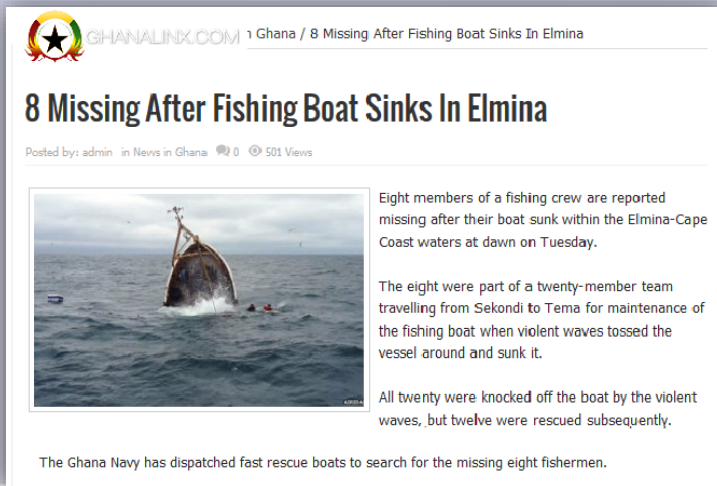 GHANALINX.COM
n Ghana / 8 Missing After Fishing Boat Sinks In Elmina
8 Missing After Fishing Boat Sinks In Elmina
Posted by: admin in News in Ghana 0 501 Views
Eight members of a fishing crew are reported
missing after their boat sunk within the Elmina-Cape
Coast waters at dawn on Tuesday.
The eight were part of a twenty-member team
travelling from Sekondi to Tema for maintenance of
the fishing boat when violent waves tossed the
vessel around and sunk it.
All twenty were knocked off the boat by the violent
waves, but twelve were rescued subsequently.
The Ghana Navy has dispatched fast rescue boats to search for the missing eight fishermen.